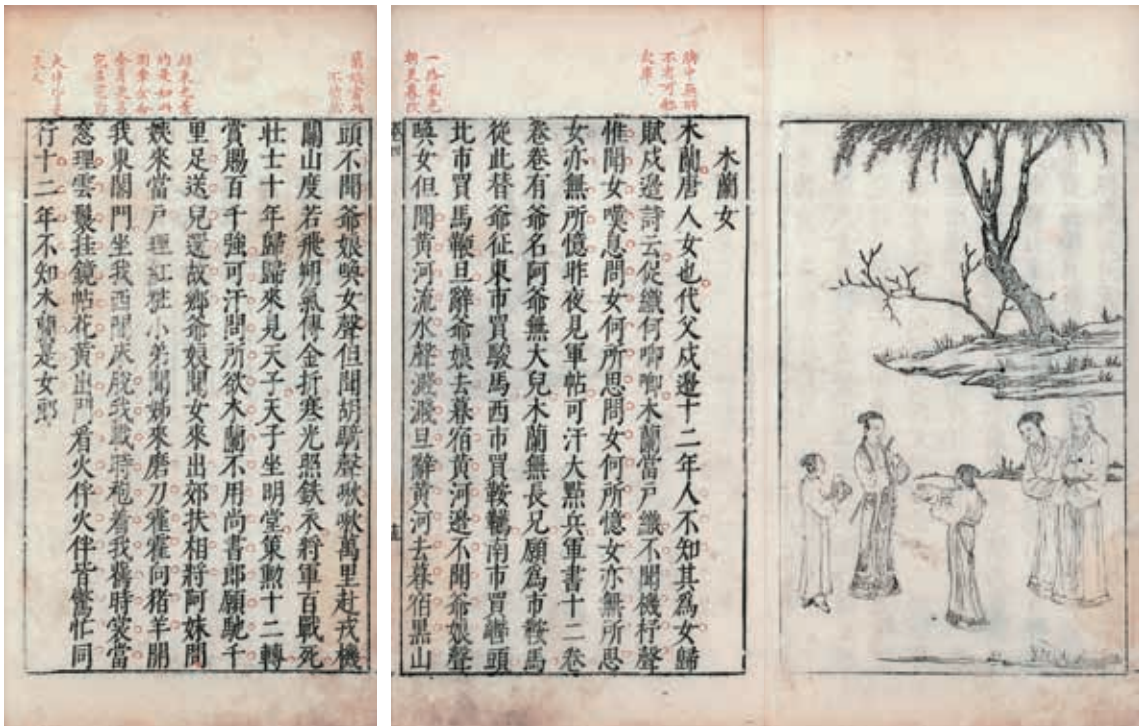 木蘭女
木蘭唐人女也代父戍邊十二年人不知其為女歸
賦戍邊詩云促織何唧唧木蘭當戶織不聞機杼聲
惟聞女嘆息問女何所思問女何所憶女亦無所思
女亦無所憶昨夜見軍帖可汗大點兵軍書十二卷
卷卷有爺名阿爺無大兒木蘭無長兄願為市鞍馬
從此替爺征東市買駿馬西市買鞍韉南市買轡頭
北市買馬鞭旦辭爺娘去暮宿黃河邊不聞爺娘聲
喚女但聞黃河流水聲濺濺旦辭黃河去暮宿黑山
頭不聞爺娘喚女聲但聞胡騎聲啾啾萬里赴戎機
關山度若飛朔氣傳金柝寒光照鉄衣將軍百戰死
壯士十年歸歸來見天子天子坐明堂策勲十二轉
賞賜百千強可汗問所欲木蘭不用尚書郎願馳千
里足送兒還故鄉爺娘聞女來出郊扶相將阿妹聞
姊來當戶理紅粧小弟聞姊來磨刀霍霍向猪羊開
我東閣門坐我西閣床脫我戰時袍着我舊時裳當
窓理雲鬢挂鏡帖花黃出門看火伴火伴皆驚忙同
行十二年不知木蘭是女郎